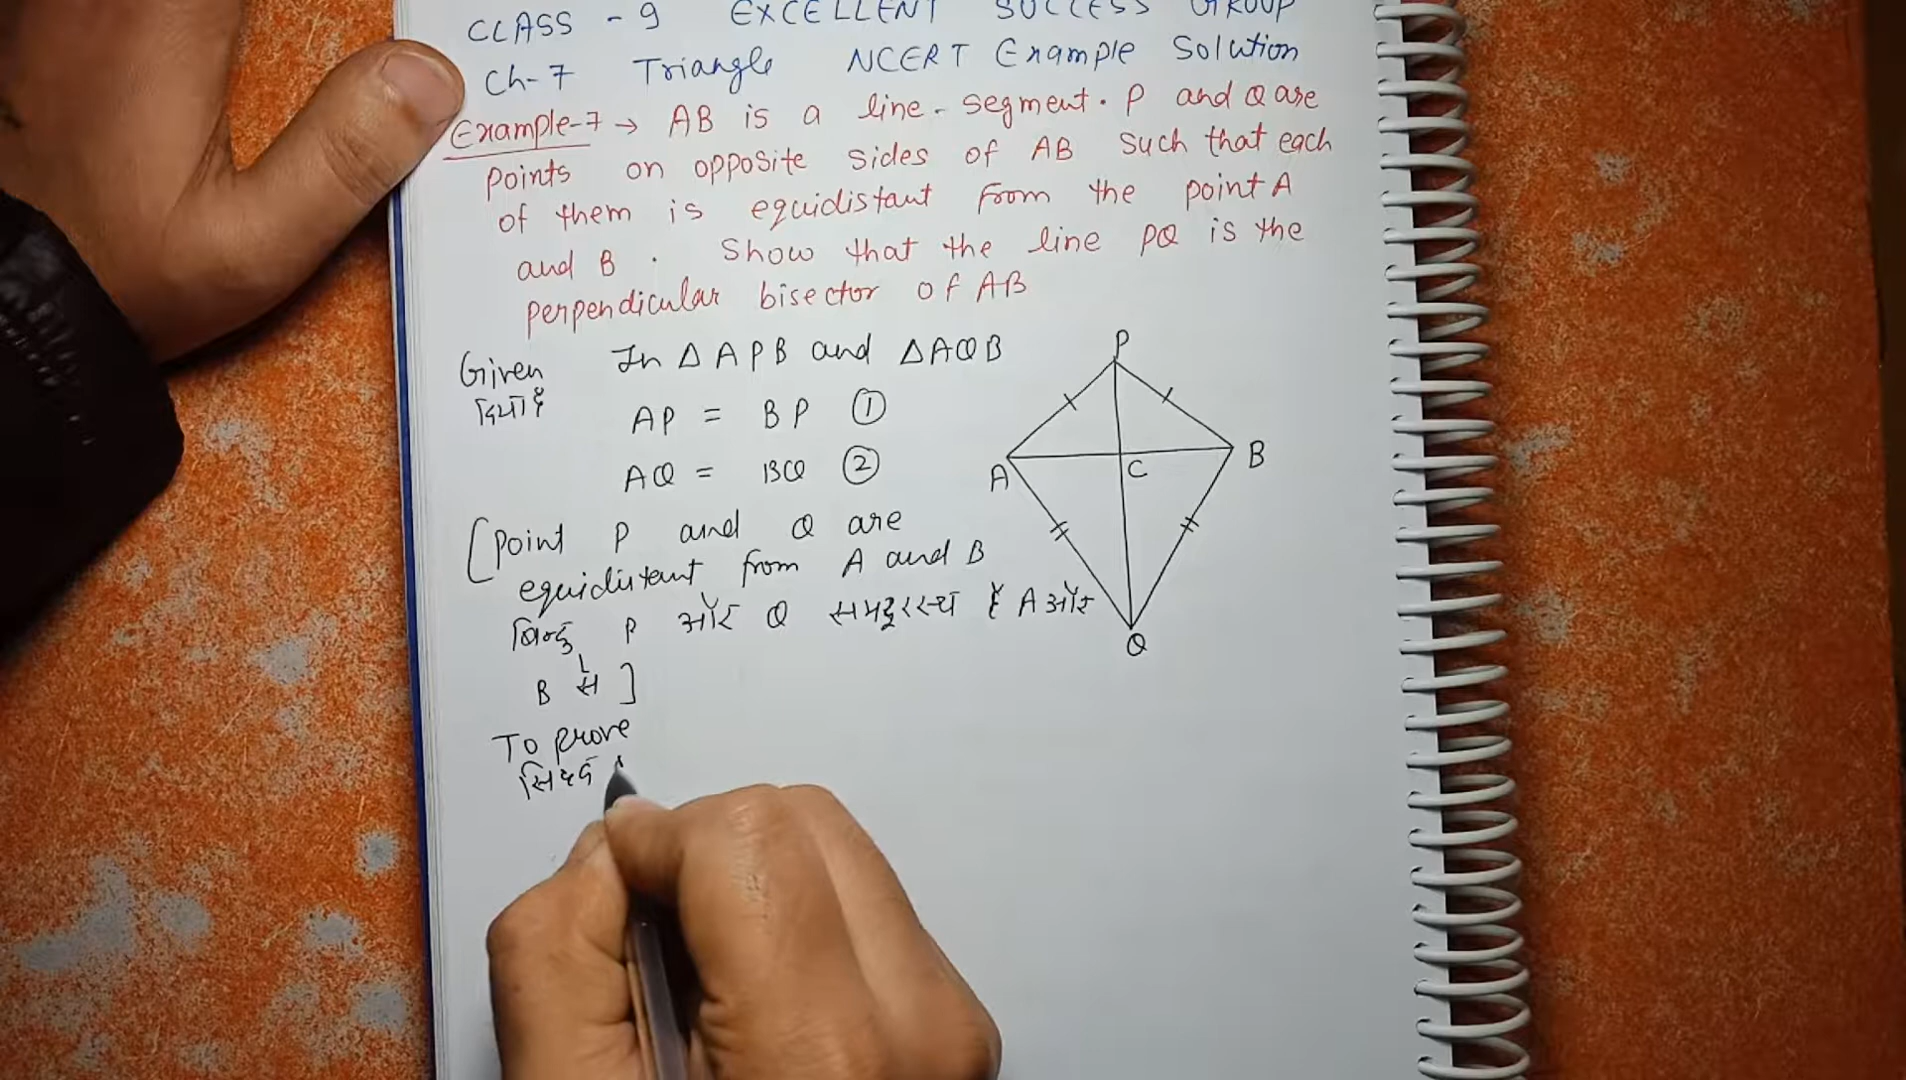 CLASS - 9 EXCELLENT SUCCESS GROUP
Ch-7 Triangle NCERT Example Solution
Example-7 → AB is a line-segment. P and Q are
points on opposite sides of AB such that each
of them is equidistant from the point A
and B. Show that the line PQ is the
perpendicular bisector of AB
Given In △APB and △AQB
दिया है
AP = BP ①
AQ = BQ ②
[Point P and Q are
equidistant from A and B
बिन्दु P और Q समदूरस्थ है A और
B से ]
To prove
सिद्ध
P
A
B
C
Q